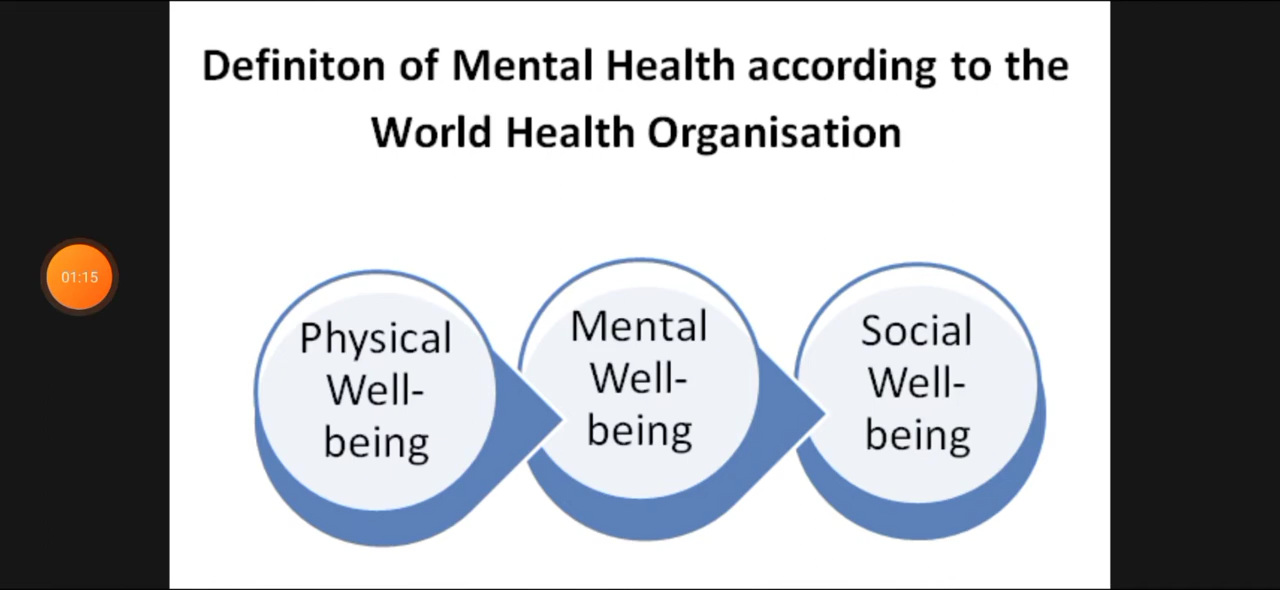 Definiton of Mental Health according to the
World Health Organisation
01:15
Physical
Well-
being
Mental
Well-
being
Social
Well-
being